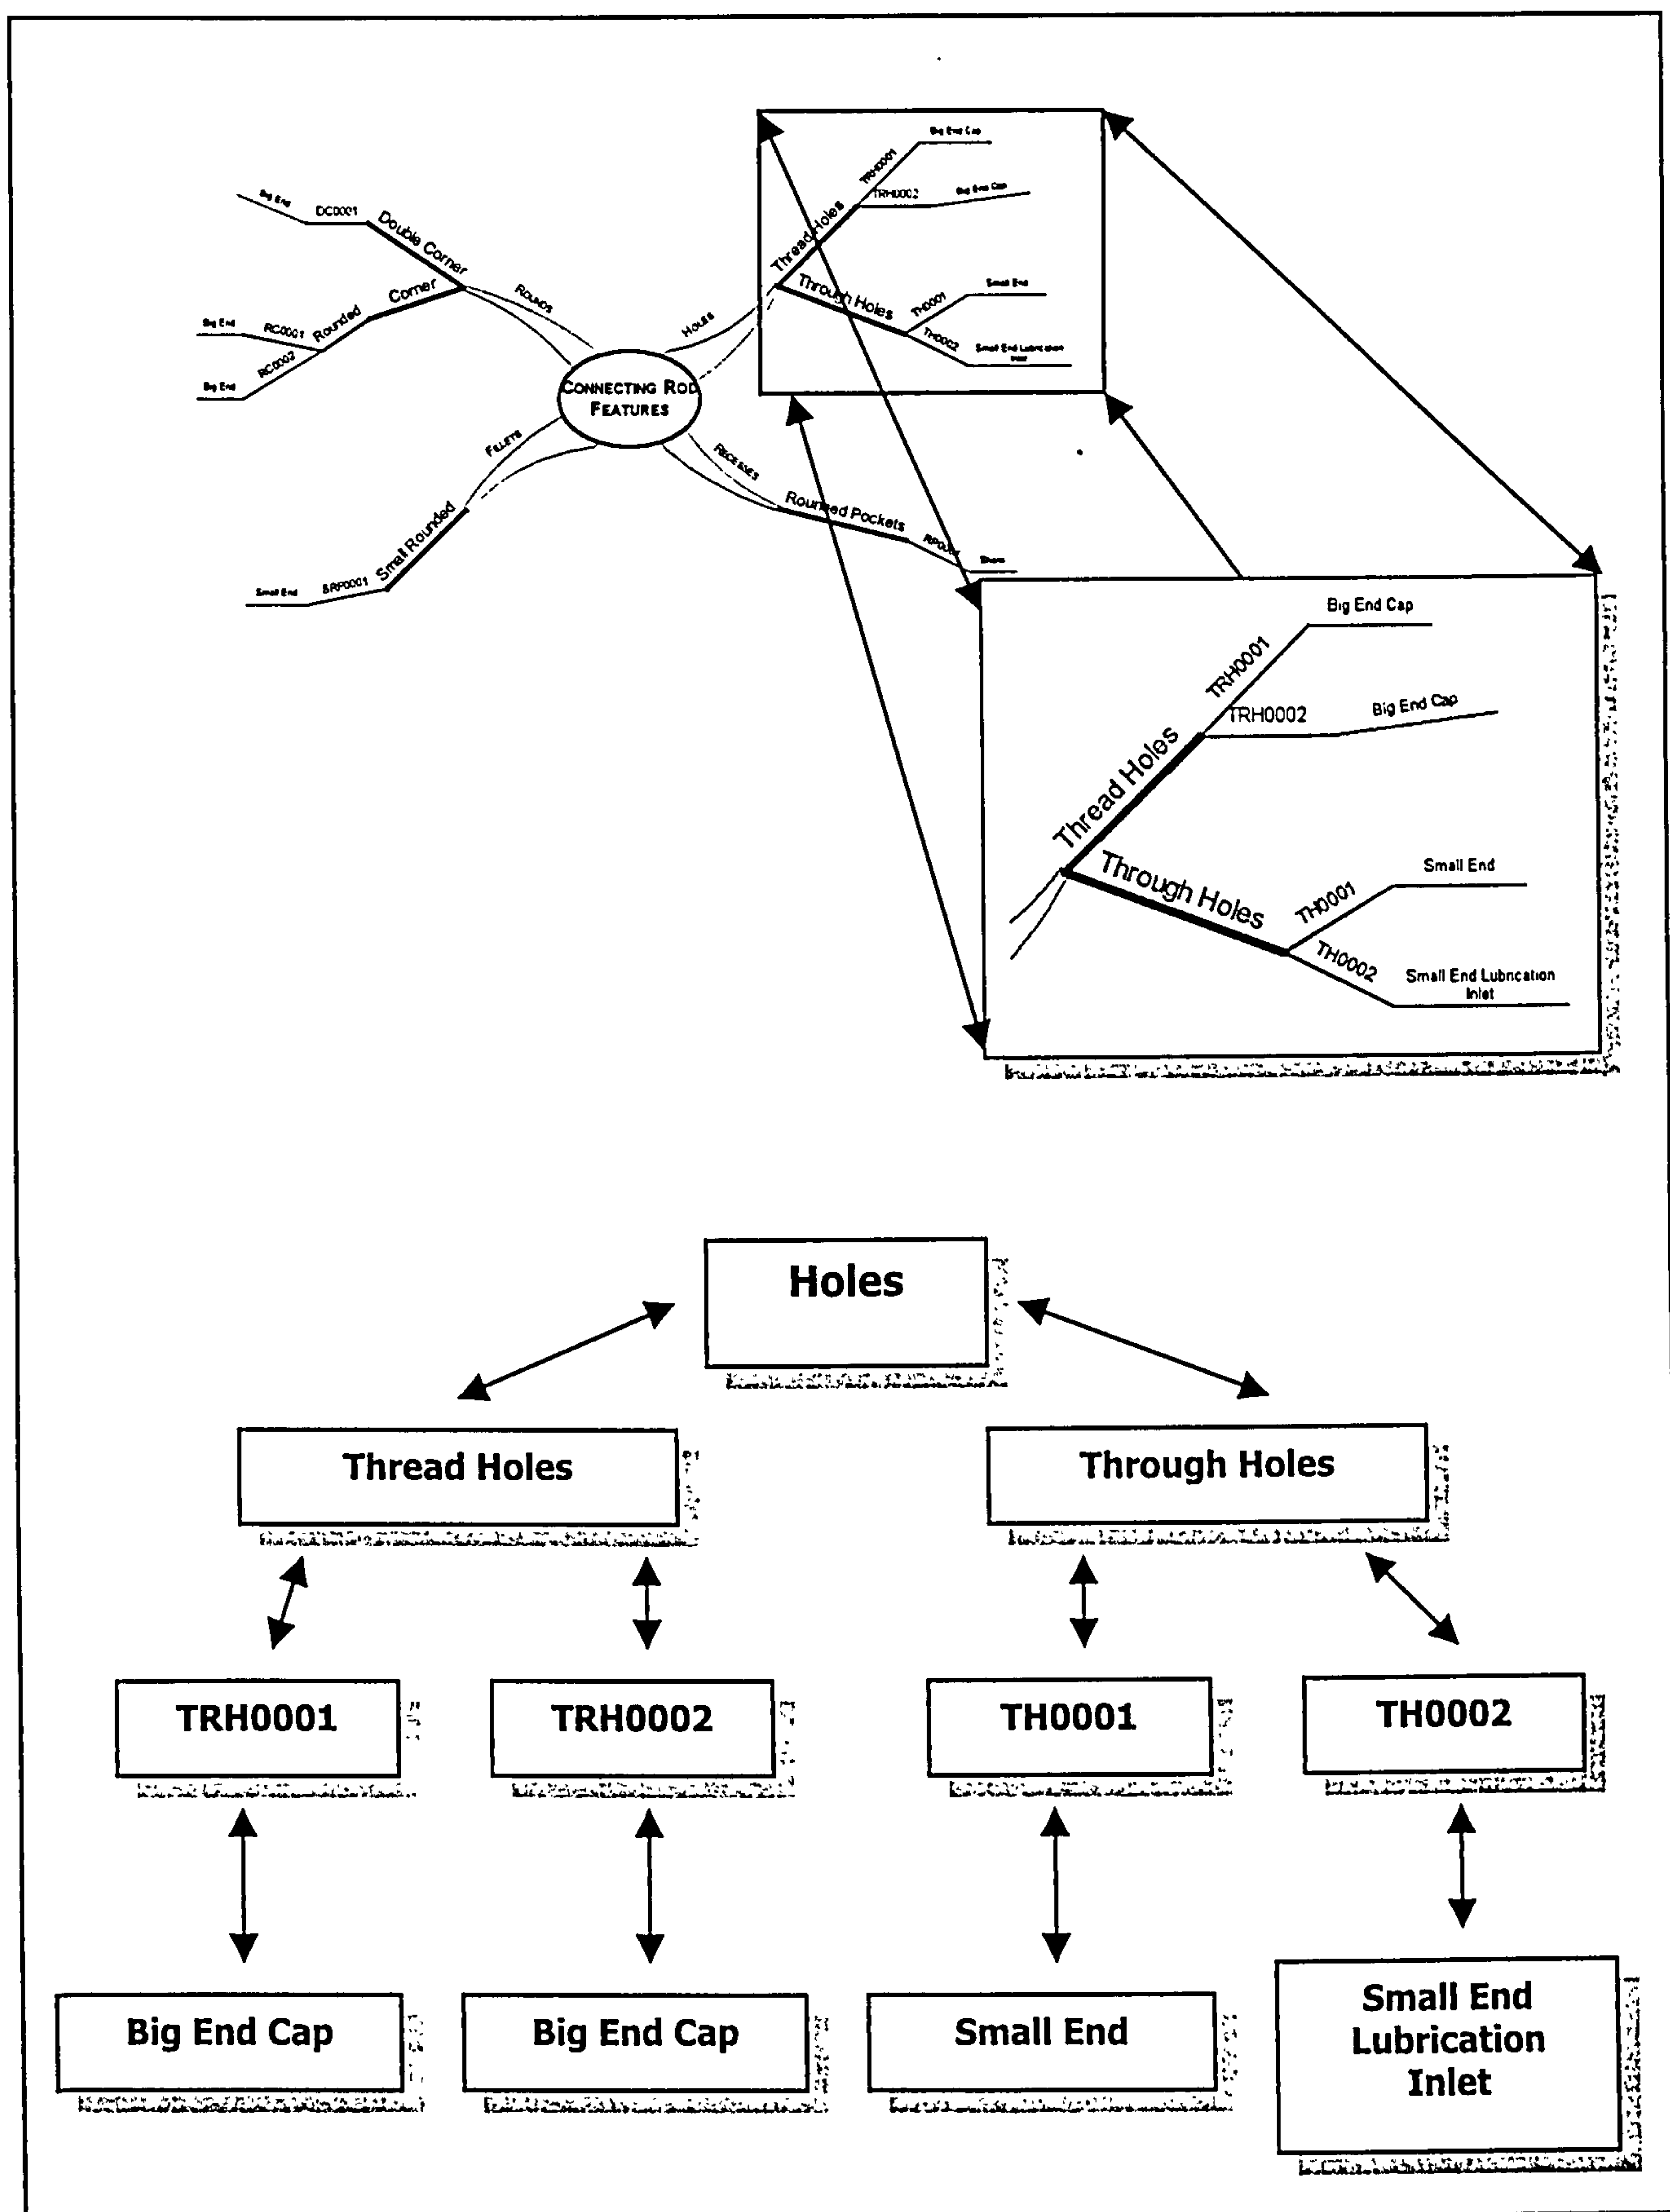 Big End Cap
TRH0001
TRH0002
Big End Cap
Thread Holes
Through Holes
TH0001
Small End
TH0002
Small End Lubrication
Inlet
HOLES
Big End
DC0001
Double Corner
ROUNDS
Corner
Rounded
Big End
RC0001
RC0002
Big End
CONNECTING ROD
FEATURES
FILLETS
Small Rounded
SRF0001
Small End
RECESSES
Rounded Pockets
Big End Cap
TRH0001
TRH0002
Big End Cap
Thread Holes
Through Holes
TH0001
Small End
TH0002
Small End Lubrication
Inlet
Holes
Thread Holes
Through Holes
TRH0001
TRH0002
TH0001
TH0002
Big End Cap
Big End Cap
Small End
Small End
Lubrication
Inlet